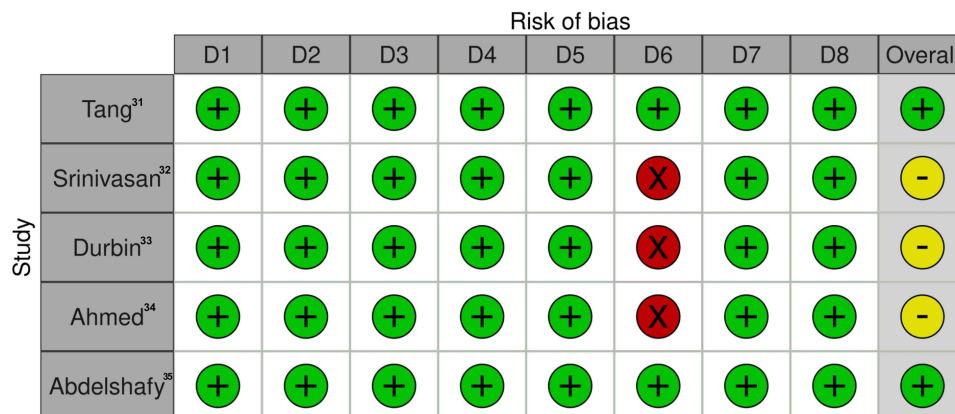 Risk of bias
D1 D2 D3 D4 D5 D6 D7 D8 Overal
Study
Tang31 + + + + + + + + +
Srinivasan32 + + + + + X + + -
Durbin33 + + + + + X + + -
Ahmed34 + + + + + X + + -
Abdelshafy35 + + + + + + + + +